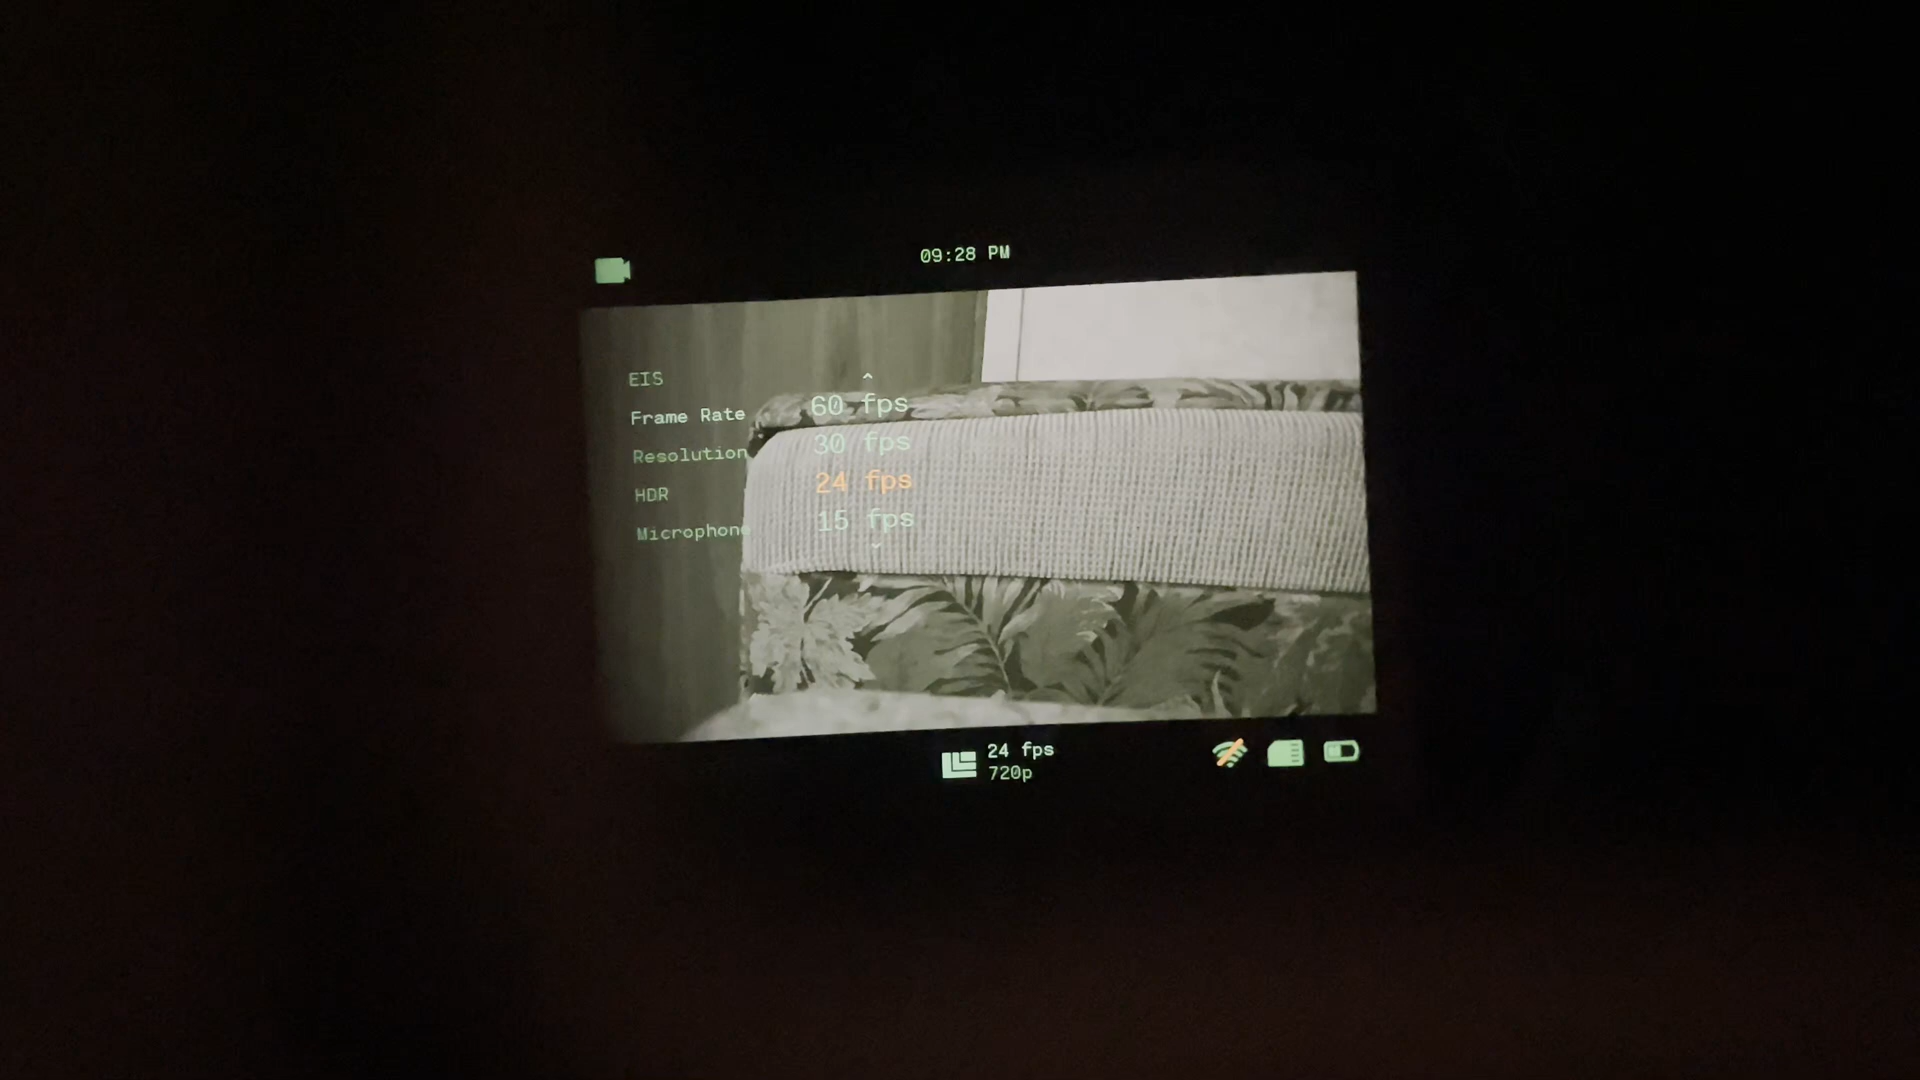 09:28 PM
EIS
Frame Rate
Resolution
HDR
Microphone
60 fps
30 fps
24 fps
15 fps
24 fps
720p